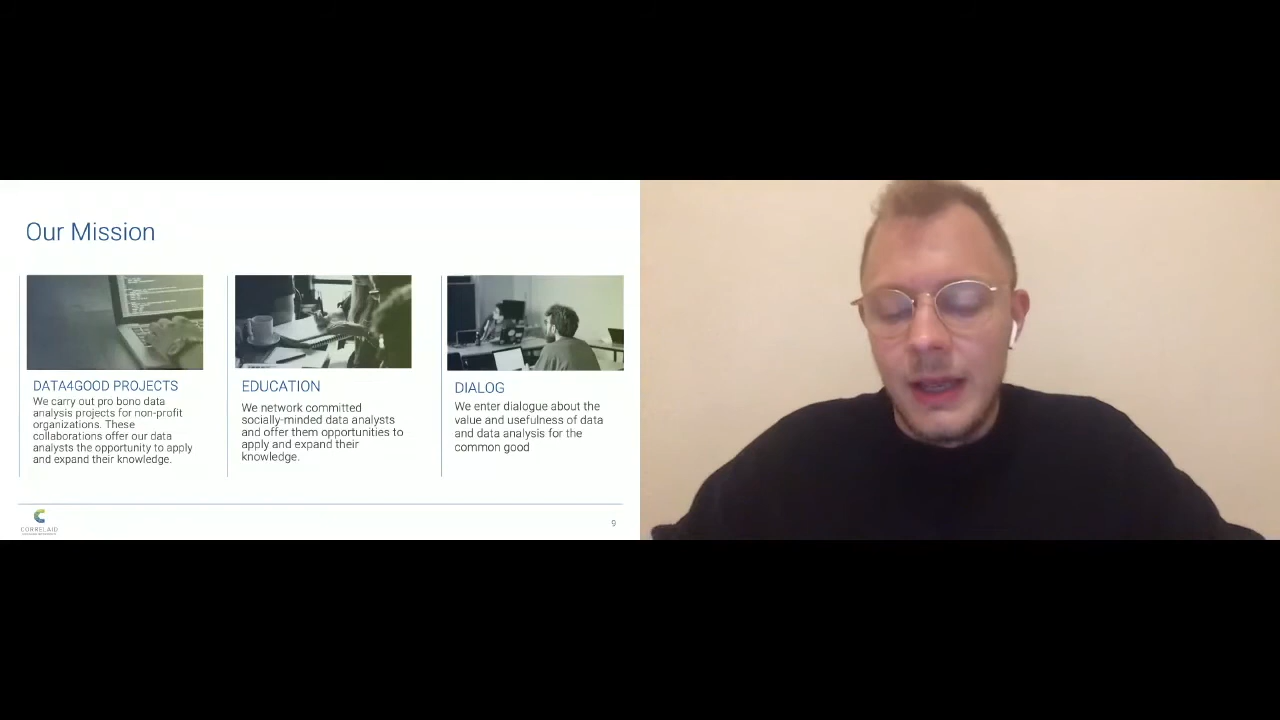 Our Mission
DATA4GOOD PROJECTS
We carry out pro bono data
analysis projects for non-profit
organizations. These
collaborations offer our data
analysts the opportunity to apply
and expand their knowledge.
EDUCATION
We network committed
socially-minded data analysts
and offer them opportunities to
apply and expand their
knowledge.
DIALOG
We enter dialogue about the
value and usefulness of data
and data analysis for the
common good
CORRELAID
9